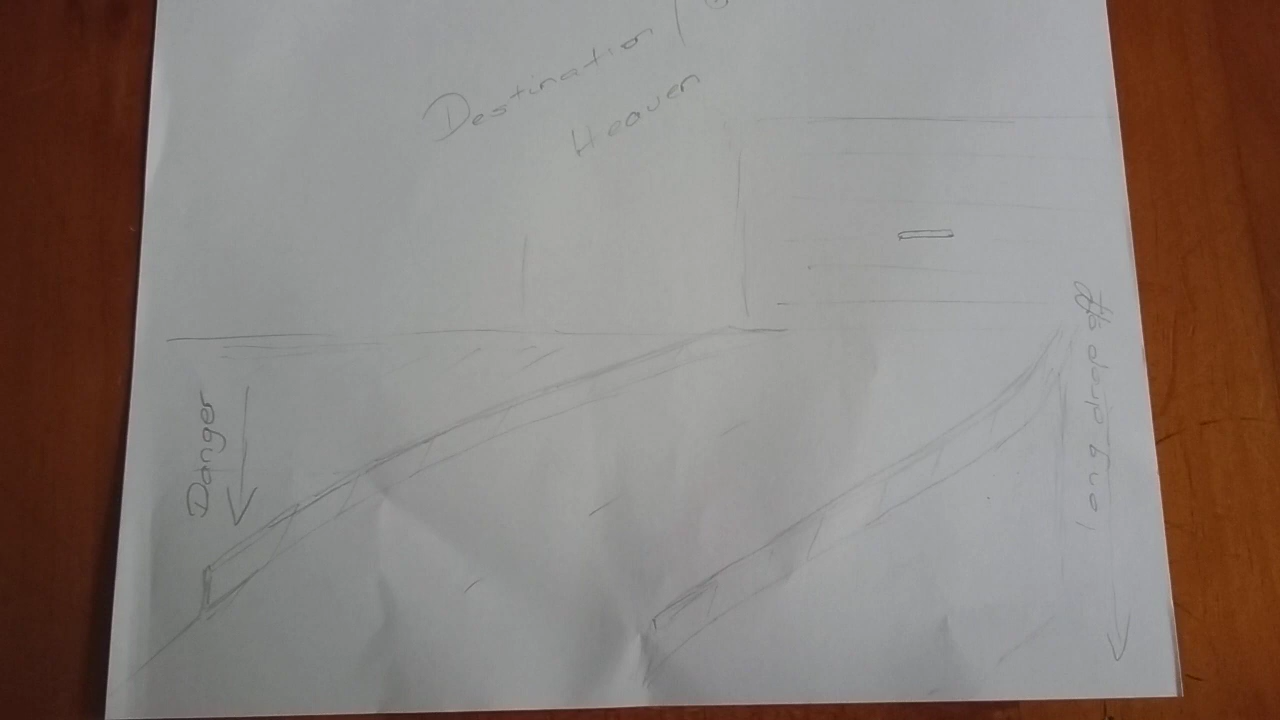 Destination /
Heaven
Danger
long drop off